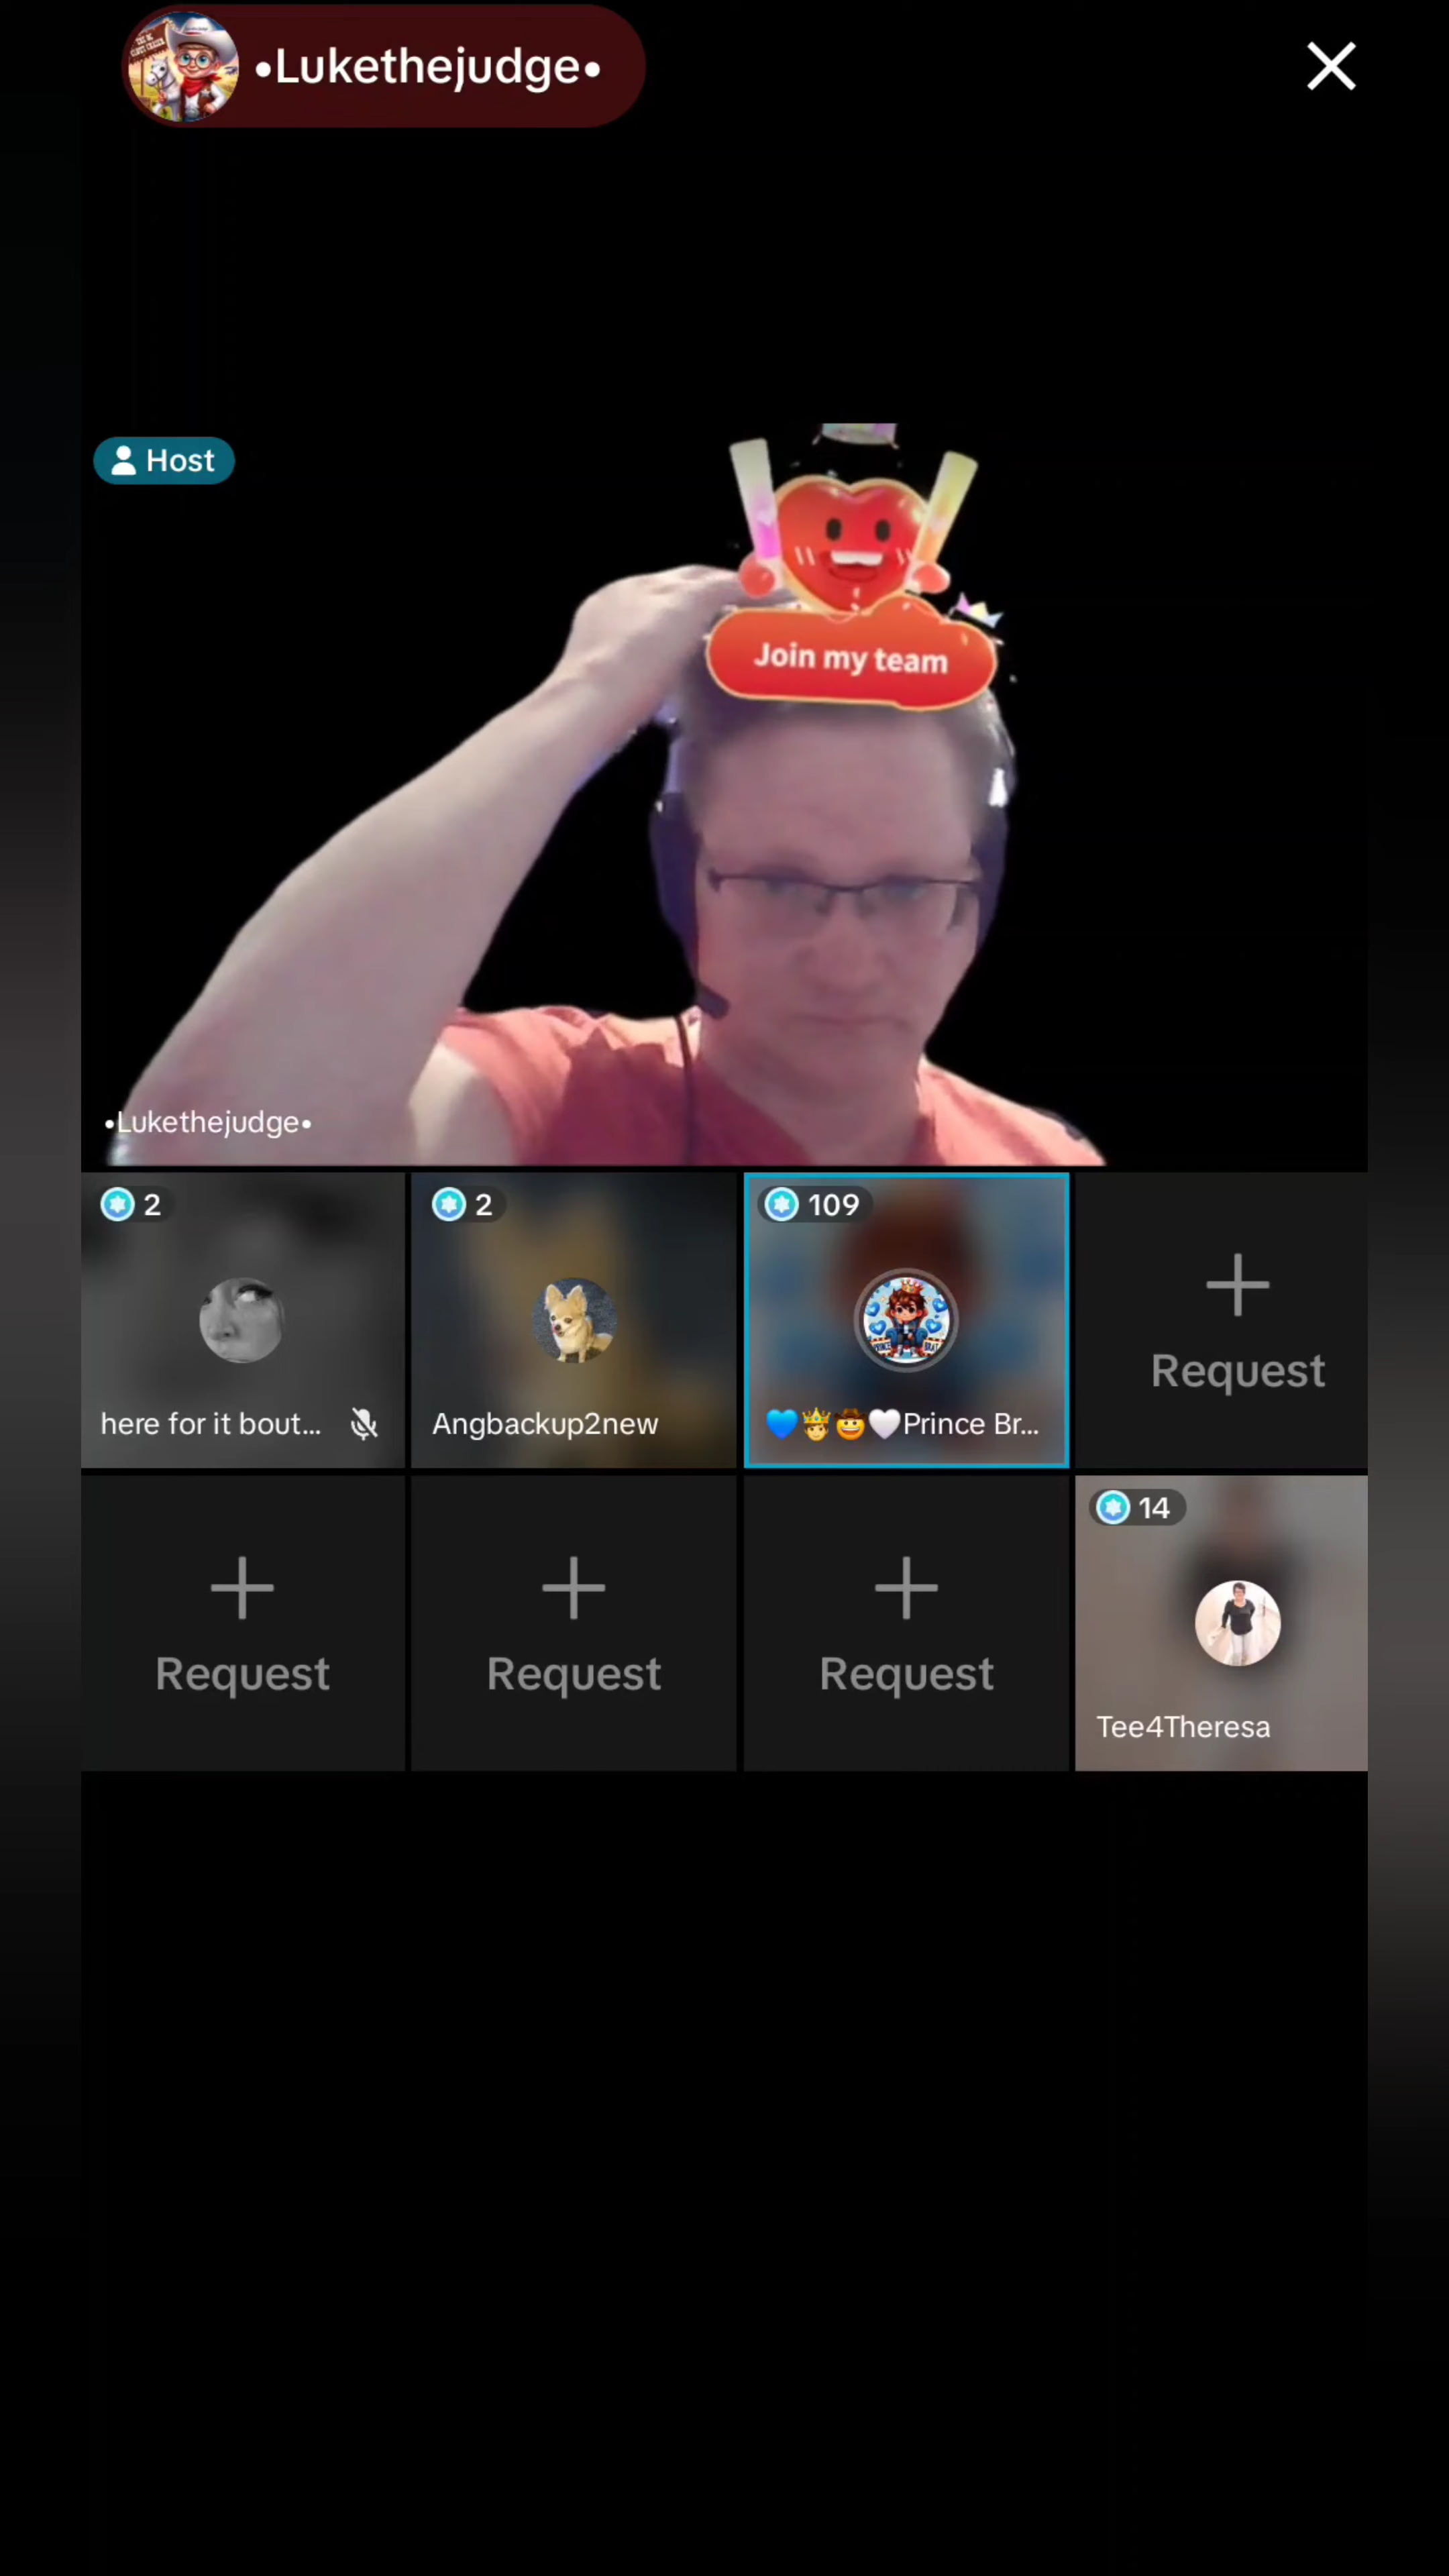 •Lukethejudge•
Host
Join my team
•Lukethejudge•
2
2
109
here for it bout...
Angbackup2new
💙🤴🤠🤍Prince Br...
Request
14
Request
Request
Request
Tee4Theresa